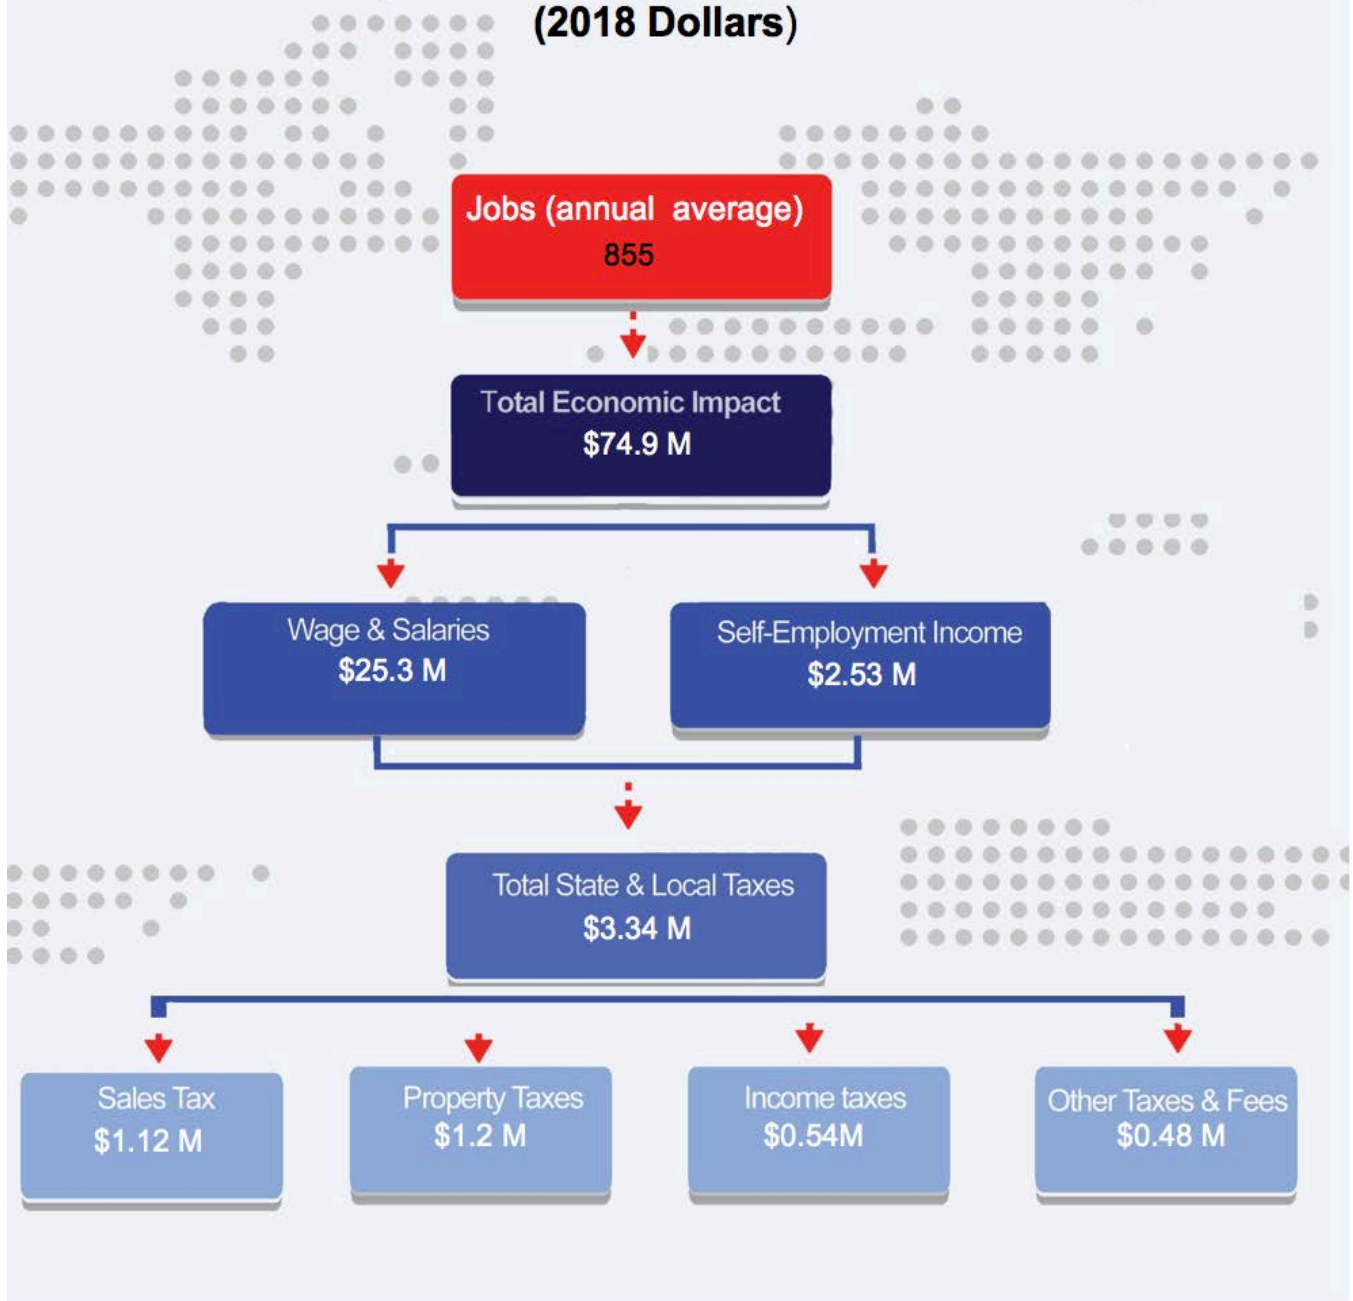 (2018 Dollars)
Jobs (annual average)
855
Total Economic Impact
$74.9 M
Wage & Salaries
$25.3 M
Self-Employment Income
$2.53 M
Total State & Local Taxes
$3.34 M
Sales Tax
$1.12 M
Property Taxes
$1.2 M
Income taxes
$0.54M
Other Taxes & Fees
$0.48 M